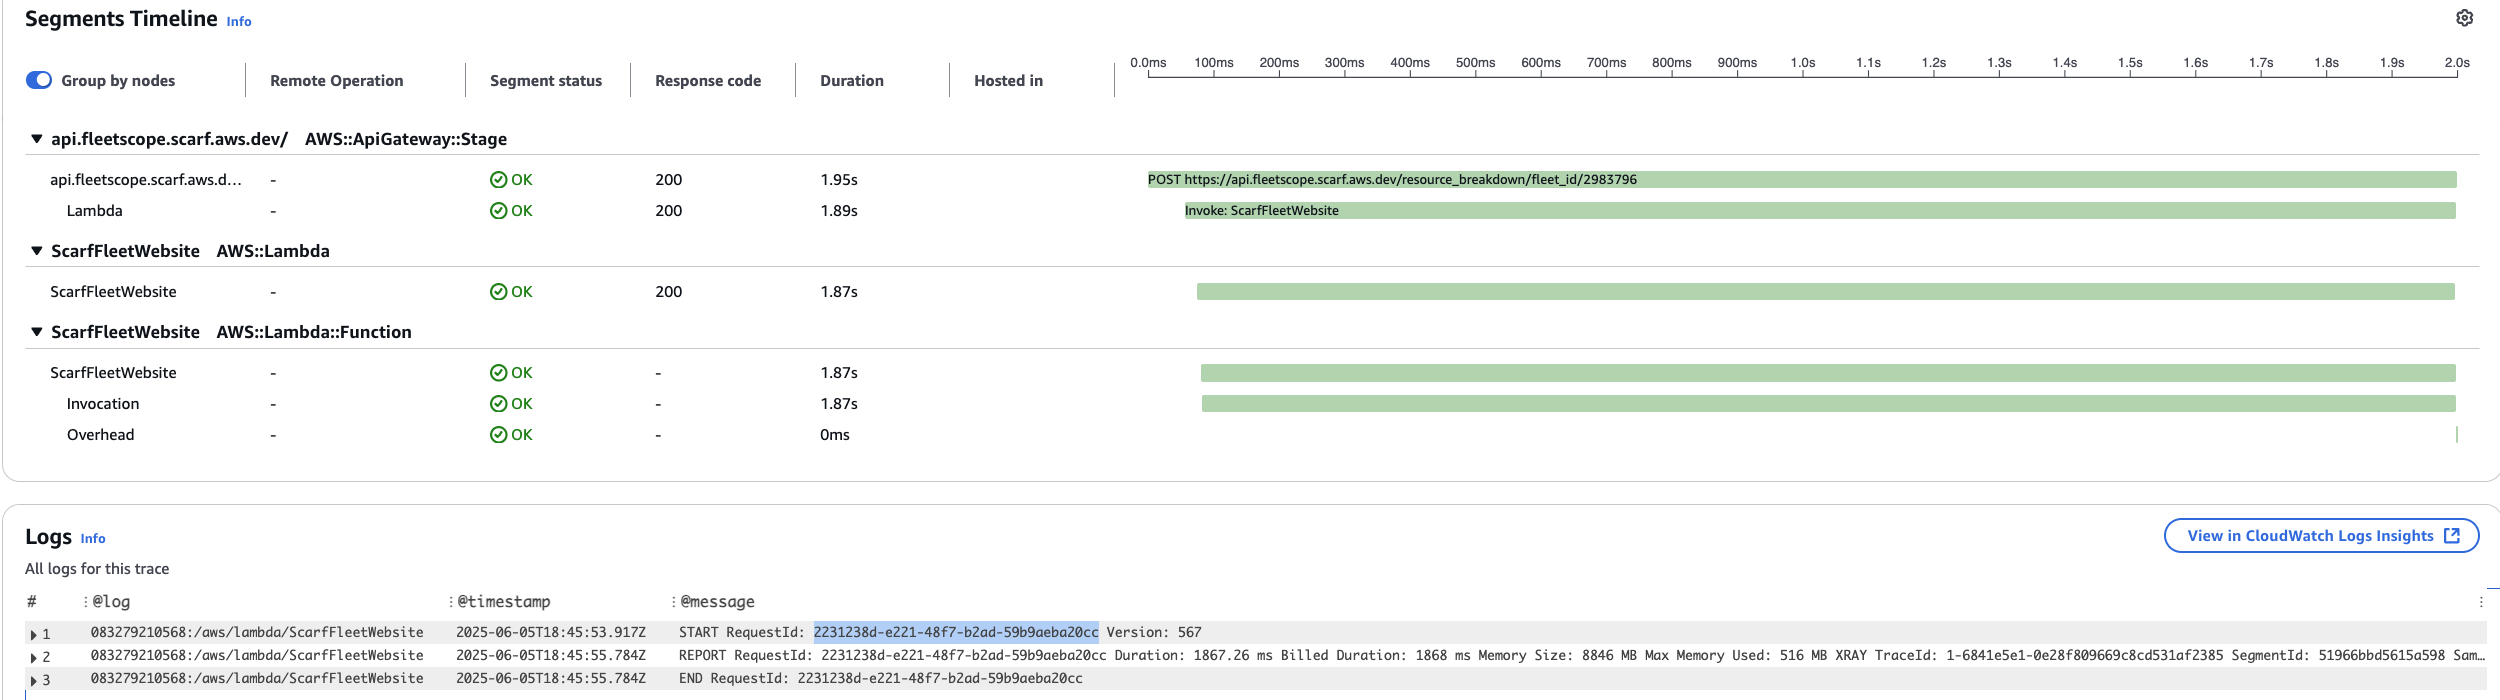 Segments Timeline Info
Group by nodes Remote Operation Segment status Response code Duration Hosted in 0.0ms 100ms 200ms 300ms 400ms 500ms 600ms 700ms 800ms 900ms 1.0s 1.1s 1.2s 1.3s 1.4s 1.5s 1.6s 1.7s 1.8s 1.9s 2.0s
api.fleetscope.scarf.aws.dev/ AWS::ApiGateway::Stage
api.fleetscope.scarf.aws.d... - OK 200 1.95s POST https://api.fleetscope.scarf.aws.dev/resource_breakdown/fleet_id/2983796
Lambda - OK 200 1.89s Invoke: ScarfFleetWebsite
ScarfFleetWebsite AWS::Lambda
ScarfFleetWebsite - OK 200 1.87s
ScarfFleetWebsite AWS::Lambda::Function
ScarfFleetWebsite - OK - 1.87s
Invocation - OK - 1.87s
Overhead - OK - 0ms
Logs Info
View in CloudWatch Logs Insights
All logs for this trace
# @log @timestamp @message
1 083279210568:/aws/lambda/ScarfFleetWebsite 2025-06-05T18:45:53.917Z START RequestId: 2231238d-e221-48f7-b2ad-59b9aeba20cc Version: 567
2 083279210568:/aws/lambda/ScarfFleetWebsite 2025-06-05T18:45:55.784Z REPORT RequestId: 2231238d-e221-48f7-b2ad-59b9aeba20cc Duration: 1867.26 ms Billed Duration: 1868 ms Memory Size: 8846 MB Max Memory Used: 516 MB XRAY TraceId: 1-6841e5e1-0e28f809669c8cd531af2385 SegmentId: 51966bbd5615a598 Sam...
3 083279210568:/aws/lambda/ScarfFleetWebsite 2025-06-05T18:45:55.784Z END RequestId: 2231238d-e221-48f7-b2ad-59b9aeba20cc